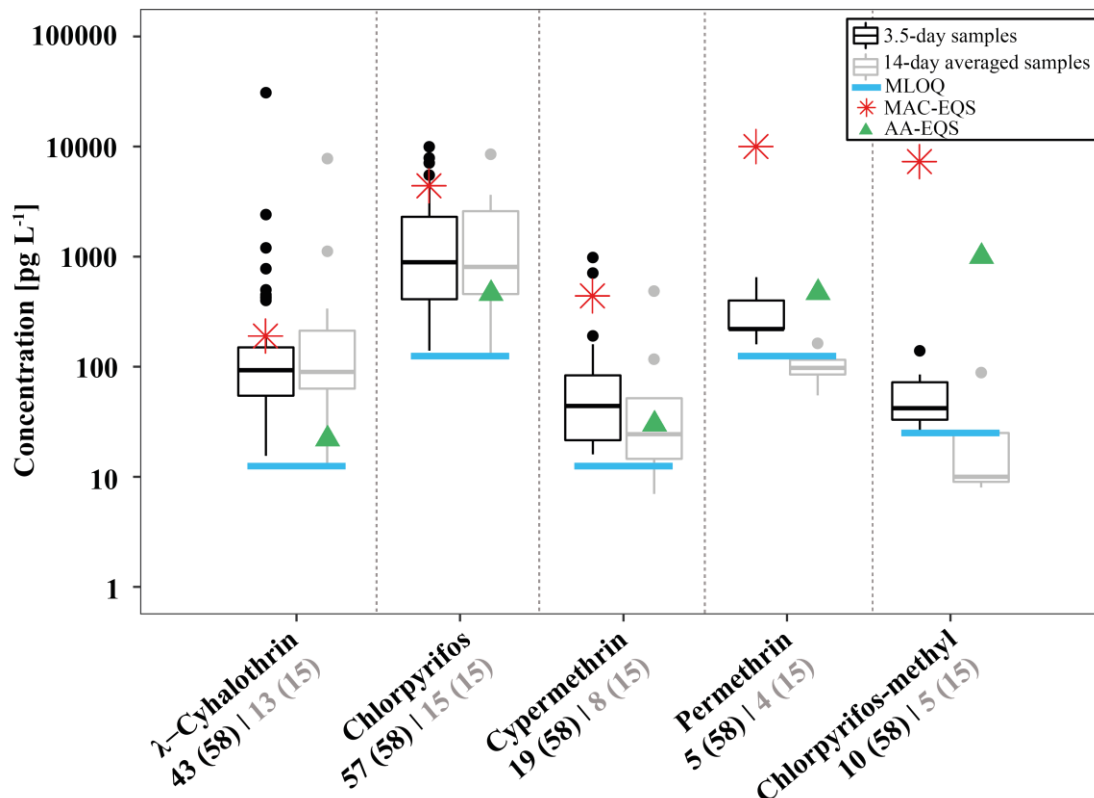 100000
10000
1000
100
10
1
Concentration [pg L⁻¹]
3.5-day samples
14-day averaged samples
MLOQ
MAC-EQS
AA-EQS
λ−Cyhalothrin
43 (58) | 13 (15)
Chlorpyrifos
57 (58) | 15 (15)
Cypermethrin
19 (58) | 8 (15)
Permethrin
5 (58) | 4 (15)
Chlorpyrifos-methyl
10 (58) | 5 (15)